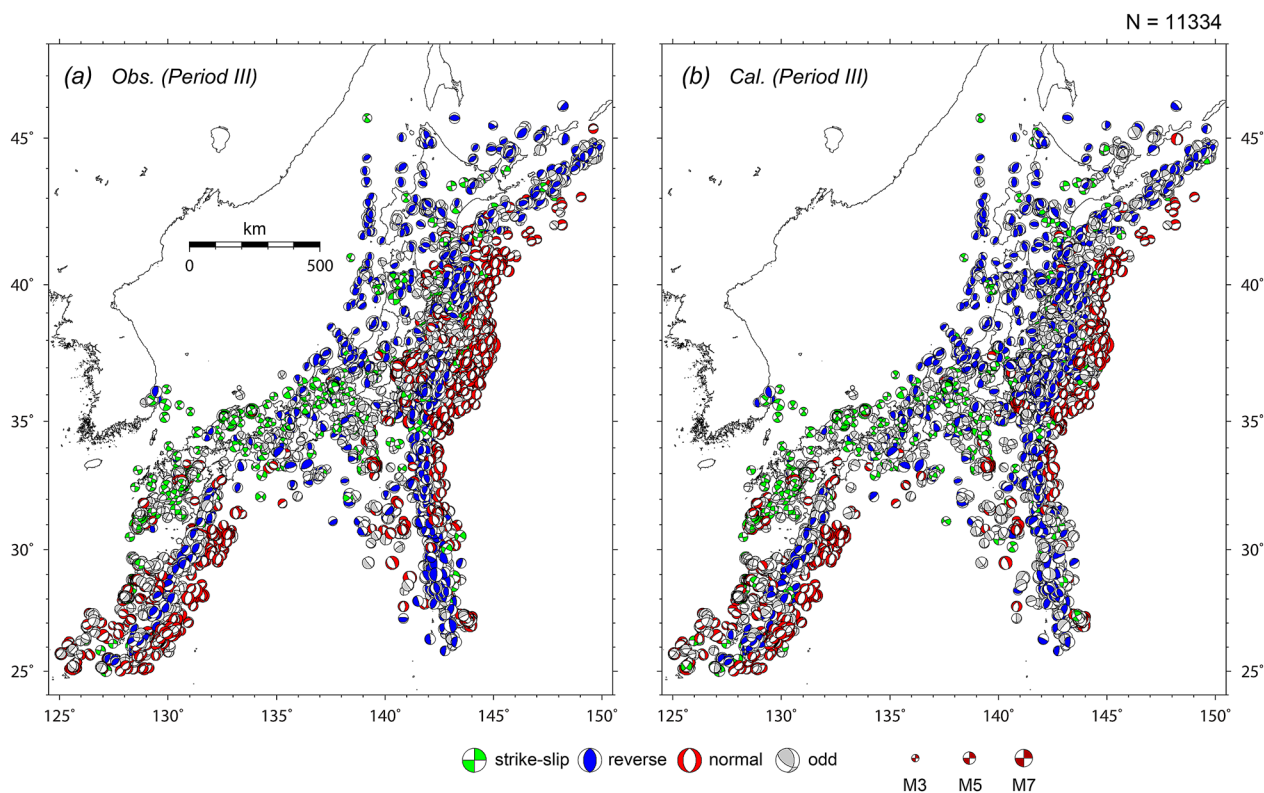 N = 11334
(a) Obs. (Period III)
(b) Cal. (Period III)
45°
45°
km
0 500
40°
40°
35°
35°
30°
30°
25°
25°
125° 130° 135° 140° 145° 150°
125° 130° 135° 140° 145° 150°
strike-slip reverse normal odd
M3 M5 M7